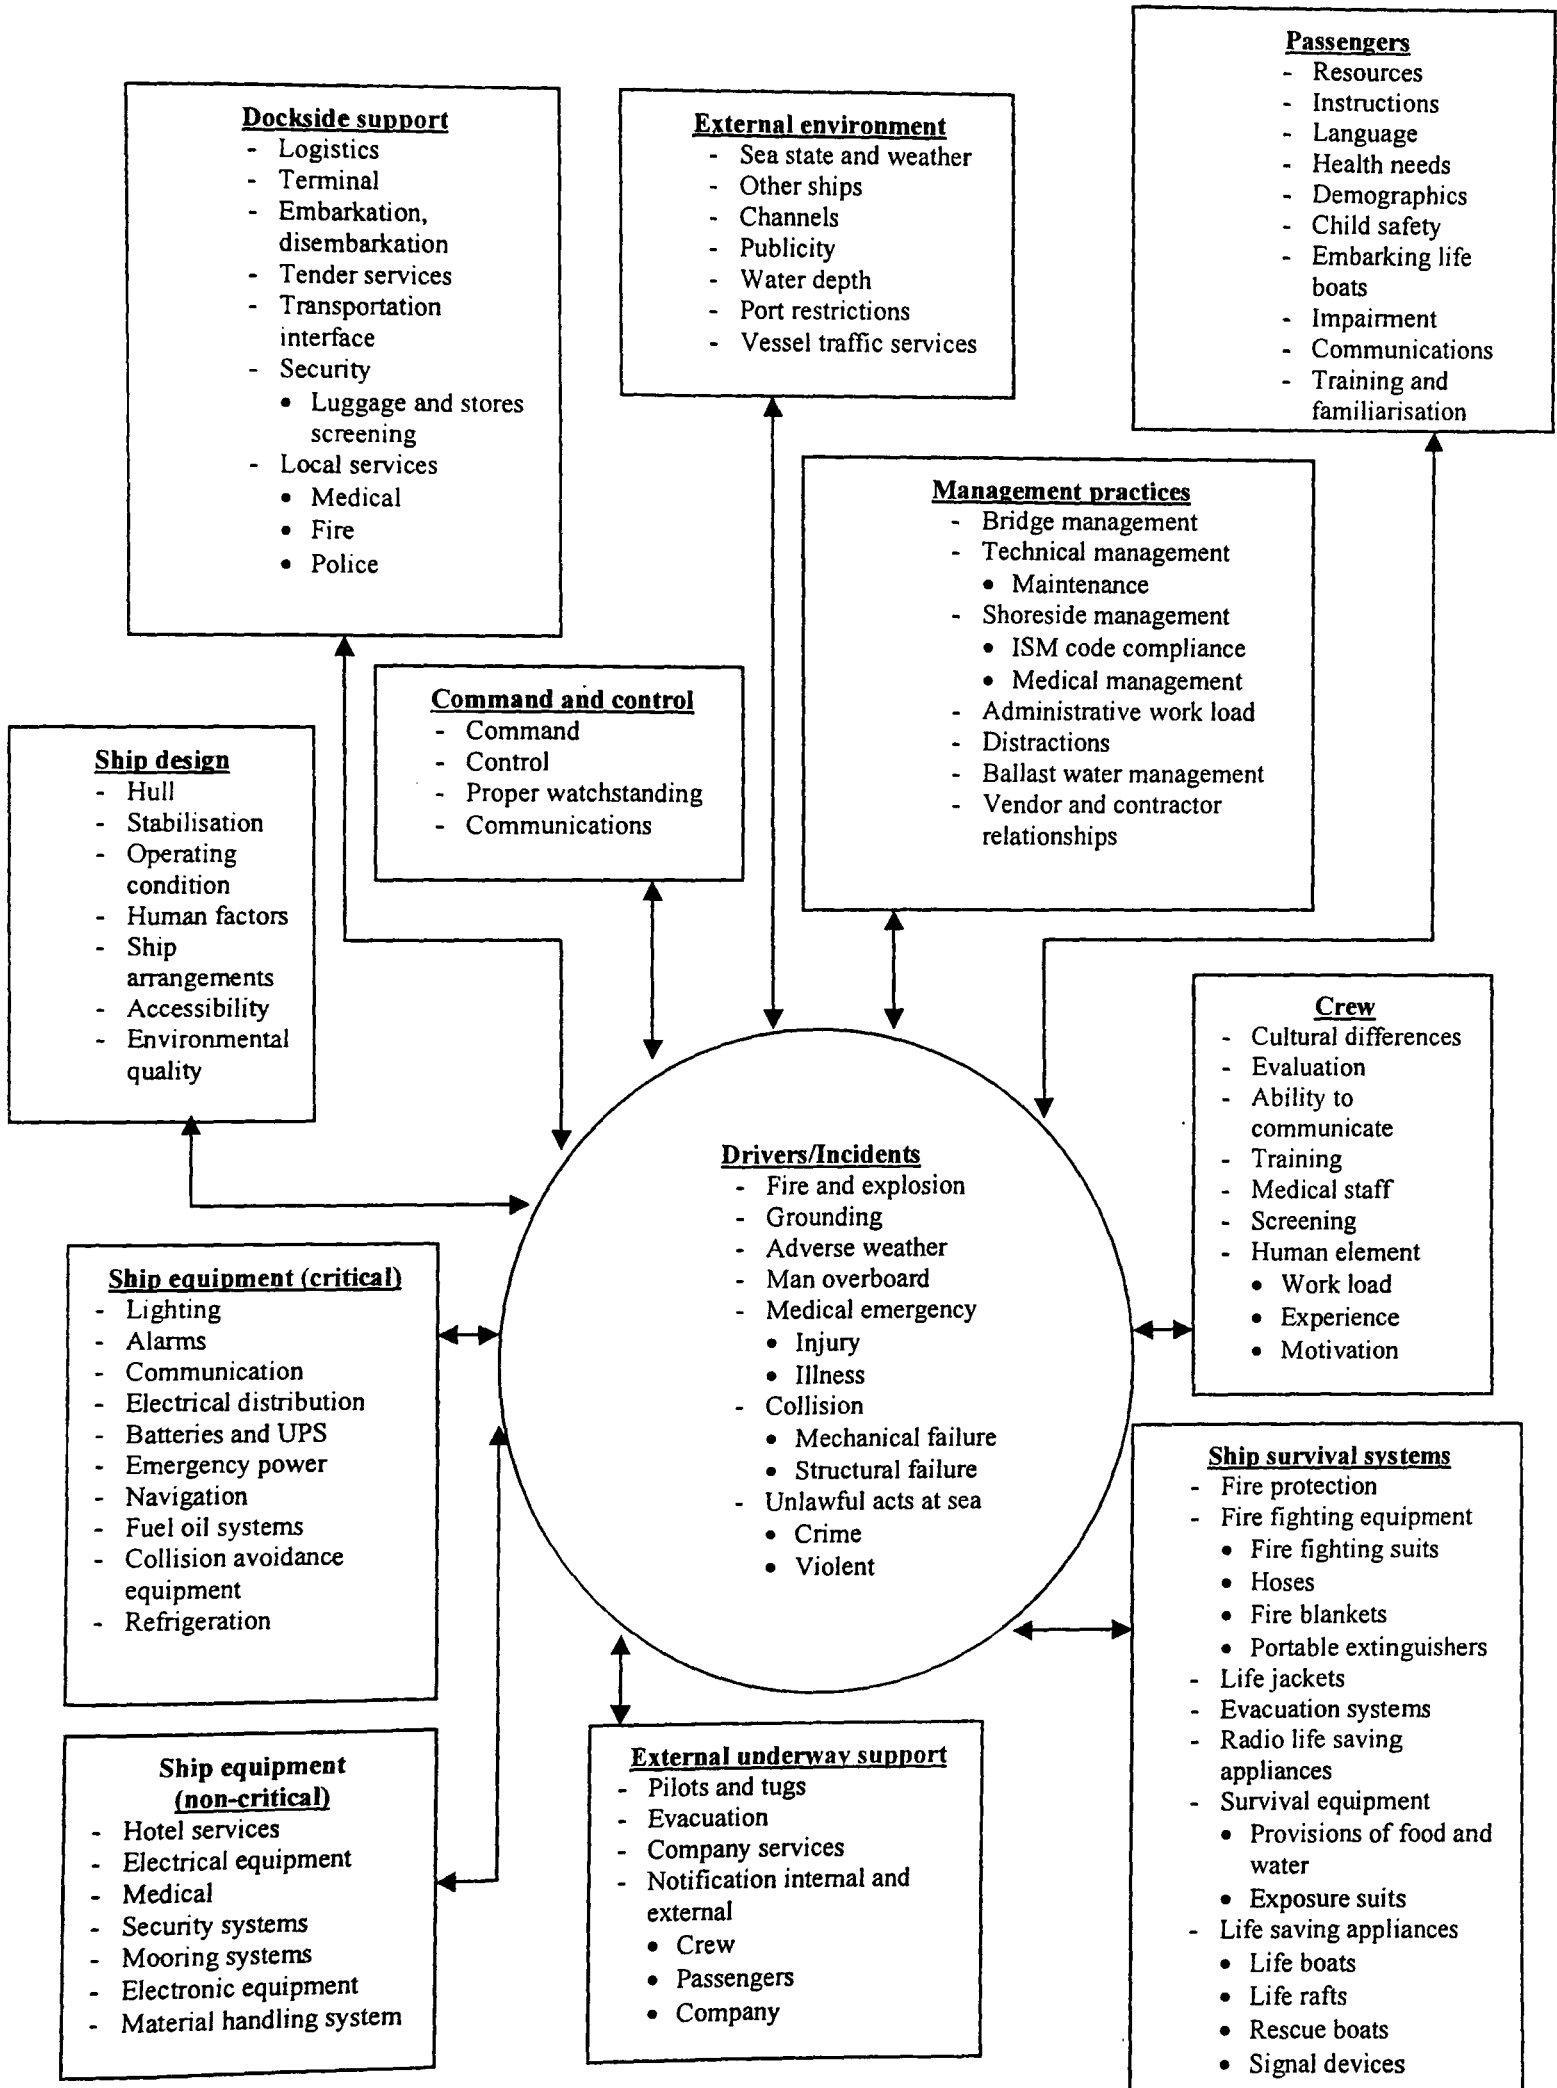 Passengers
- Resources
- Instructions
- Language
- Health needs
- Demographics
- Child safety
- Embarking life
boats
- Impairment
- Communications
- Training and
familiarisation
Dockside support
- Logistics
- Terminal
- Embarkation,
disembarkation
- Tender services
- Transportation
interface
- Security
• Luggage and stores
screening
- Local services
• Medical
• Fire
• Police
External environment
- Sea state and weather
- Other ships
- Channels
- Publicity
- Water depth
- Port restrictions
- Vessel traffic services
Management practices
- Bridge management
- Technical management
• Maintenance
- Shoreside management
• ISM code compliance
• Medical management
- Administrative work load
- Distractions
- Ballast water management
- Vendor and contractor
relationships
Command and control
- Command
- Control
- Proper watchstanding
- Communications
Ship design
- Hull
- Stabilisation
- Operating
condition
- Human factors
- Ship
arrangements
- Accessibility
- Environmental
quality
Crew
- Cultural differences
- Evaluation
- Ability to
communicate
- Training
- Medical staff
- Screening
- Human element
• Work load
• Experience
• Motivation
Drivers/Incidents
- Fire and explosion
- Grounding
- Adverse weather
- Man overboard
- Medical emergency
• Injury
• Illness
- Collision
• Mechanical failure
• Structural failure
- Unlawful acts at sea
• Crime
• Violent
Ship equipment (critical)
- Lighting
- Alarms
- Communication
- Electrical distribution
- Batteries and UPS
- Emergency power
- Navigation
- Fuel oil systems
- Collision avoidance
equipment
- Refrigeration
Ship survival systems
- Fire protection
- Fire fighting equipment
• Fire fighting suits
• Hoses
• Fire blankets
• Portable extinguishers
- Life jackets
- Evacuation systems
- Radio life saving
appliances
- Survival equipment
• Provisions of food and
water
• Exposure suits
- Life saving appliances
• Life boats
• Life rafts
• Rescue boats
• Signal devices
Ship equipment
(non-critical)
- Hotel services
- Electrical equipment
- Medical
- Security systems
- Mooring systems
- Electronic equipment
- Material handling system
External underway support
- Pilots and tugs
- Evacuation
- Company services
- Notification internal and
external
• Crew
• Passengers
• Company